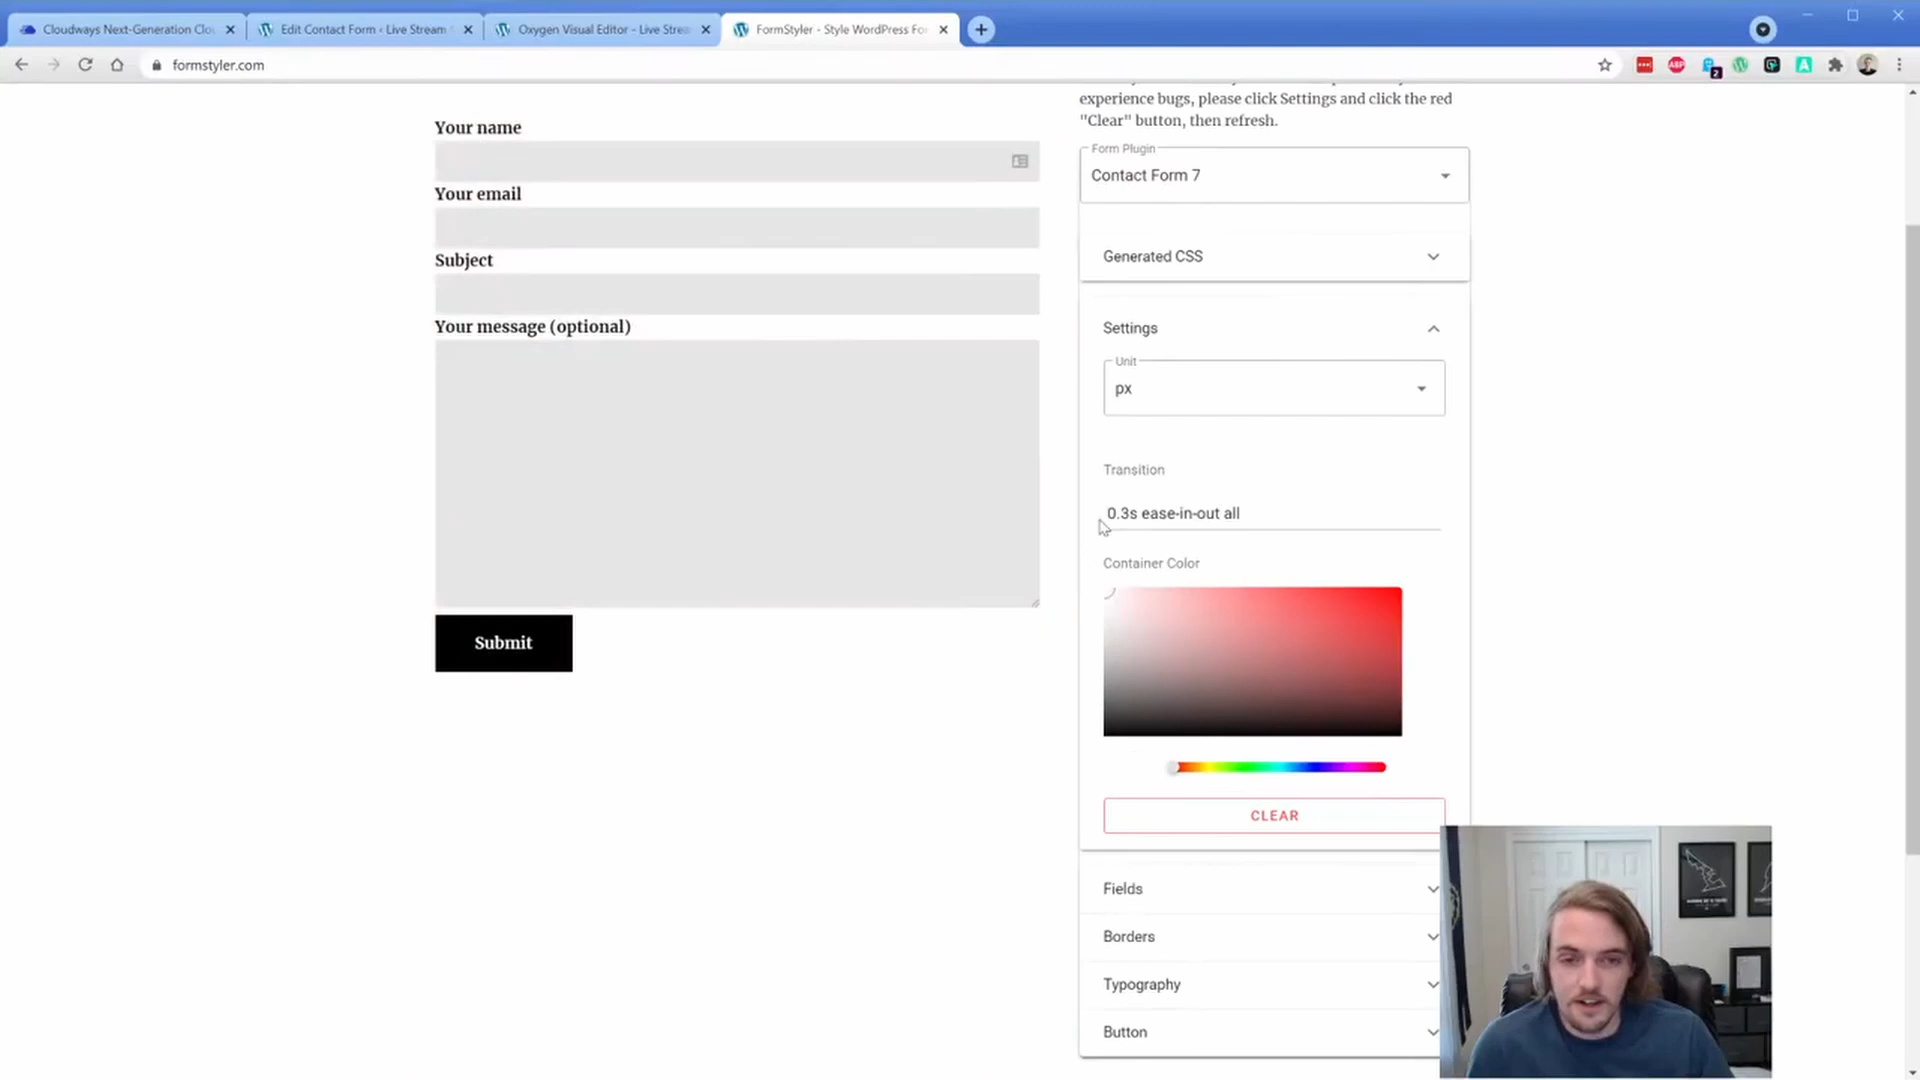 Cloudways Next-Generation Clo
Edit Contact Form ‹ Live Stream
Oxygen Visual Editor - Live Strea
FormStyler - Style WordPress Fo
formstyler.com
ABP
2
A
experience bugs, please click Settings and click the red
"Clear" button, then refresh.
Your name
Your email
Subject
Your message (optional)
Submit
Form Plugin
Contact Form 7
Generated CSS
Settings
Unit
px
Transition
0.3s ease-in-out all
Container Color
CLEAR
Fields
Borders
Typography
Button